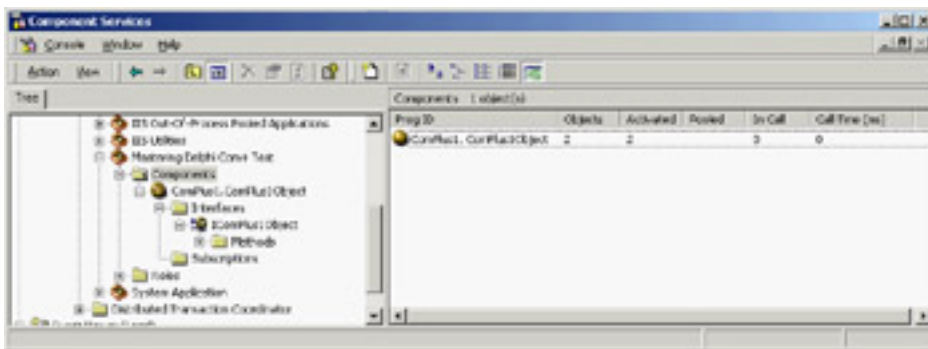 Component Services
Console Window Help
Action View
Tree
Components 1 object(s)
IIS Out-Of-Process Pooled Applications
IIS Utilities
Mastering Delphi Com+ Test
Components
ComPlus1.ComPlus1Object
Interfaces
IComPlus1Object
Methods
Subscriptions
Roles
System Application
Distributed Transaction Coordinator
Prog ID Objects Activated Pooled In Call Call Time (ms)
ComPlus1.ComPlus1Object 2 2 0